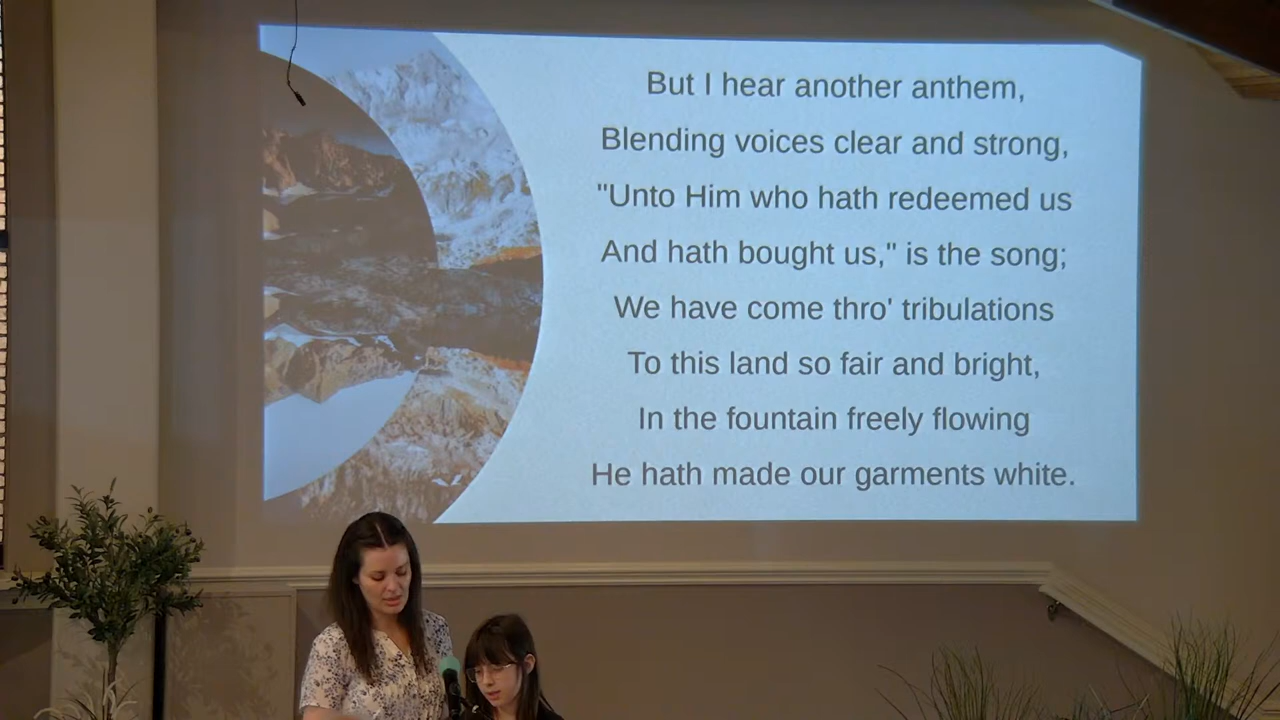 But I hear another anthem,
Blending voices clear and strong,
"Unto Him who hath redeemed us
And hath bought us," is the song;
We have come thro' tribulations
To this land so fair and bright,
In the fountain freely flowing
He hath made our garments white.